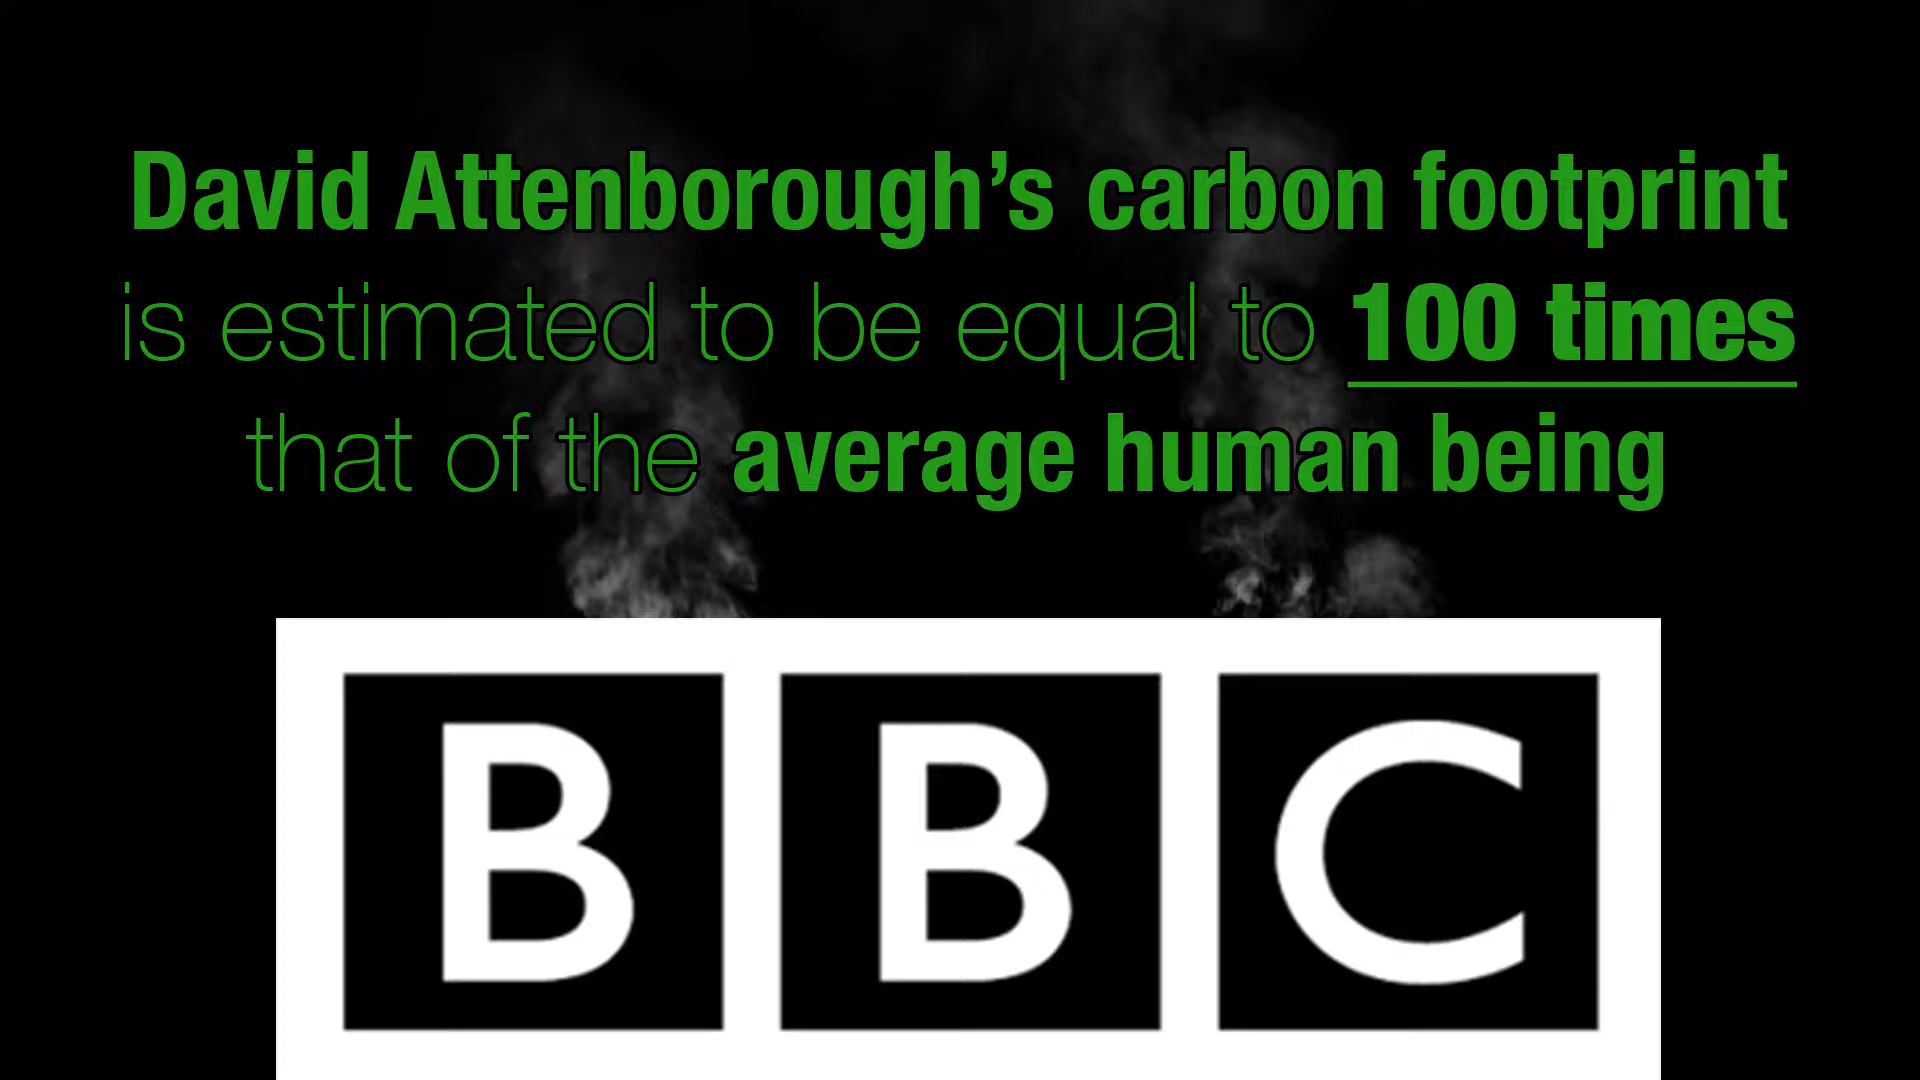 David Attenborough’s carbon footprint
is estimated to be equal to 100 times
that of the average human being
BBC